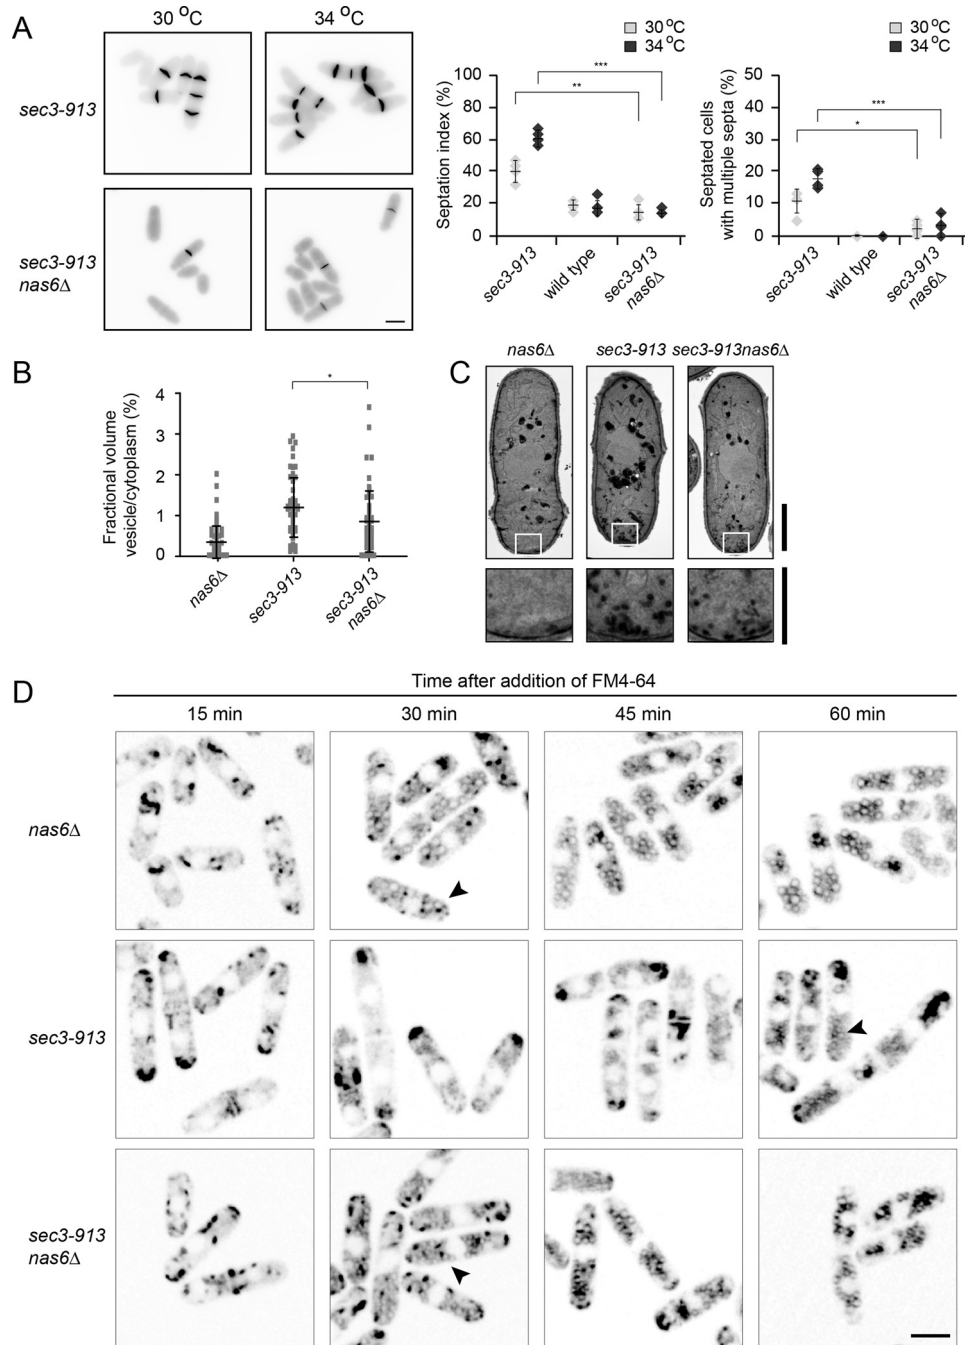 A
30 °C
34 °C
sec3-913
sec3-913
nas6Δ
30 °C
34 °C
Septation index (%)
100
80
60
40
20
0
***
**
sec3-913
wild type
sec3-913
nas6Δ
30 °C
34 °C
Septated cells
with multiple septa (%)
50
40
30
20
10
0
***
*
sec3-913
wild type
sec3-913
nas6Δ
B
Fractional volume
vesicle/cytoplasm (%)
4
3
2
1
0
*
nas6Δ
sec3-913
sec3-913
nas6Δ
C
nas6Δ
sec3-913
sec3-913nas6Δ
D
Time after addition of FM4-64
15 min
30 min
45 min
60 min
nas6Δ
sec3-913
sec3-913
nas6Δ